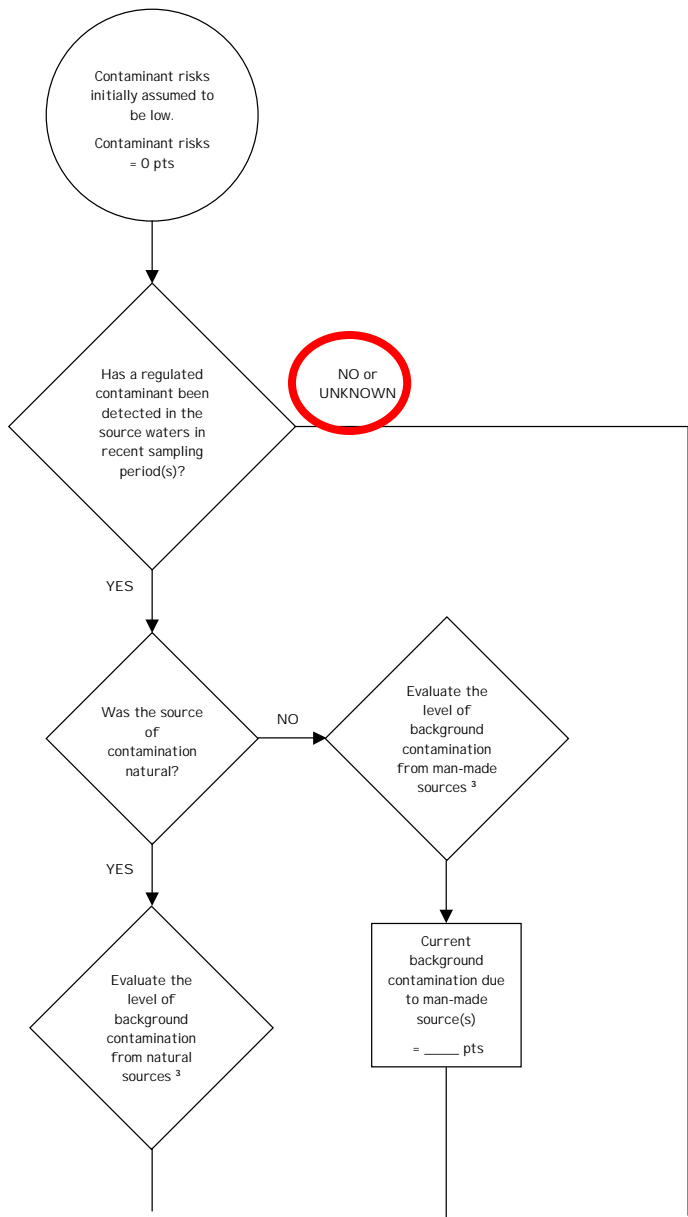 Contaminant risks
initially assumed to
be low.
Contaminant risks
= 0 pts
Has a regulated
contaminant been
detected in the
source waters in
recent sampling
period(s)?
NO or
UNKNOWN
YES
Was the source
of
contamination
natural?
NO
Evaluate the
level of
background
contamination
from man-made
sources ³
YES
Evaluate the
level of
background
contamination
from natural
sources ³
Current
background
contamination due
to man-made
source(s)
= _____ pts